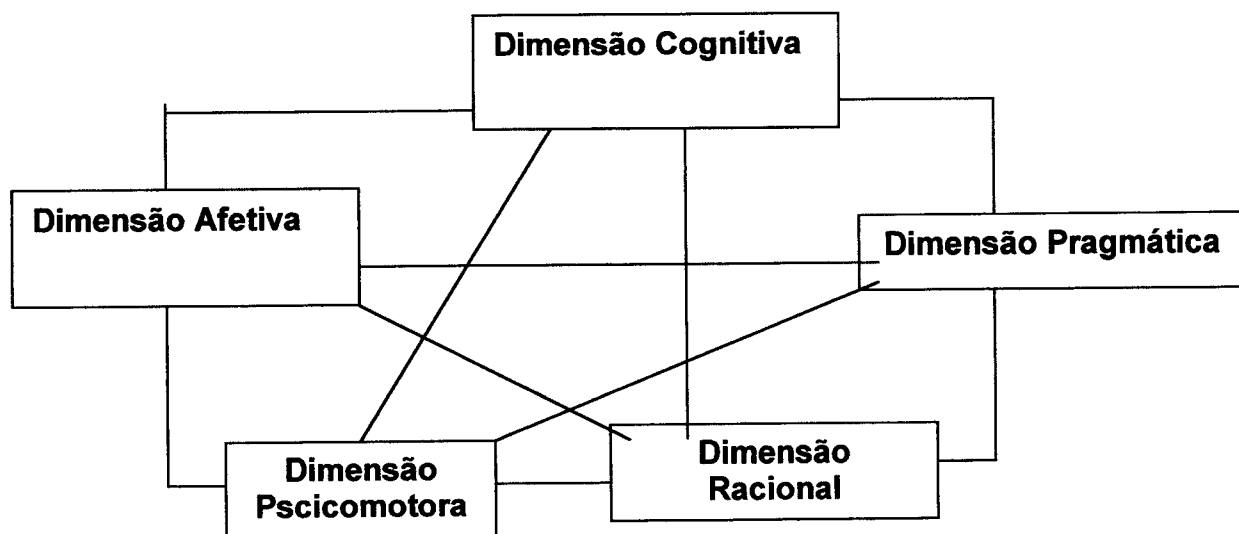 Dimensão Cognitiva
Dimensão Afetiva
Dimensão Pragmática
Dimensão
Pscicomotora
Dimensão
Racional